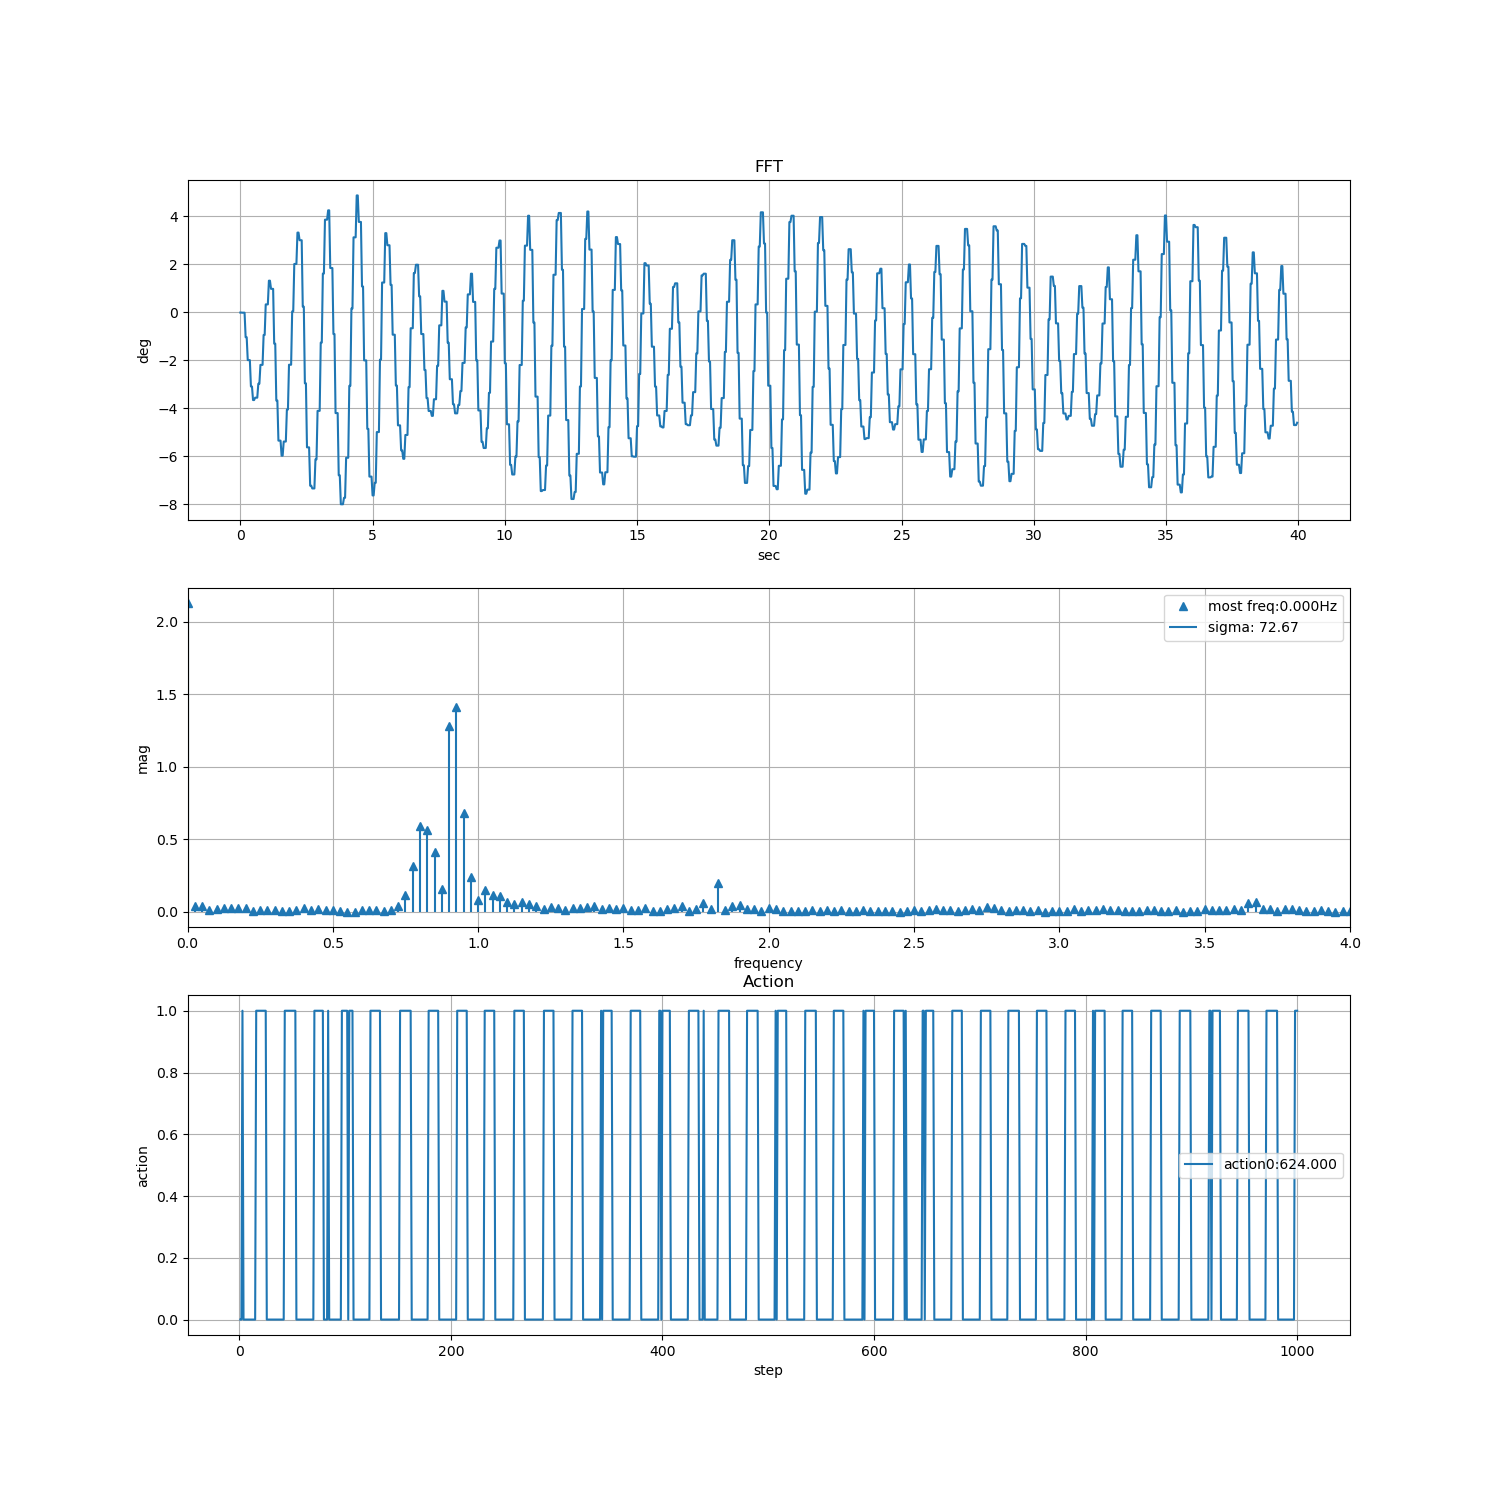 FFT
4
2
0
−2
−4
−6
−8
deg
0 5 10 15 20 25 30 35 40
sec
most freq:0.000Hz
sigma: 72.67
2.0
1.5
1.0
0.5
0.0
mag
0.0 0.5 1.0 1.5 2.0 2.5 3.0 3.5 4.0
frequency
Action
1.0
0.8
0.6
0.4
0.2
0.0
action
action0:624.000
0 200 400 600 800 1000
step